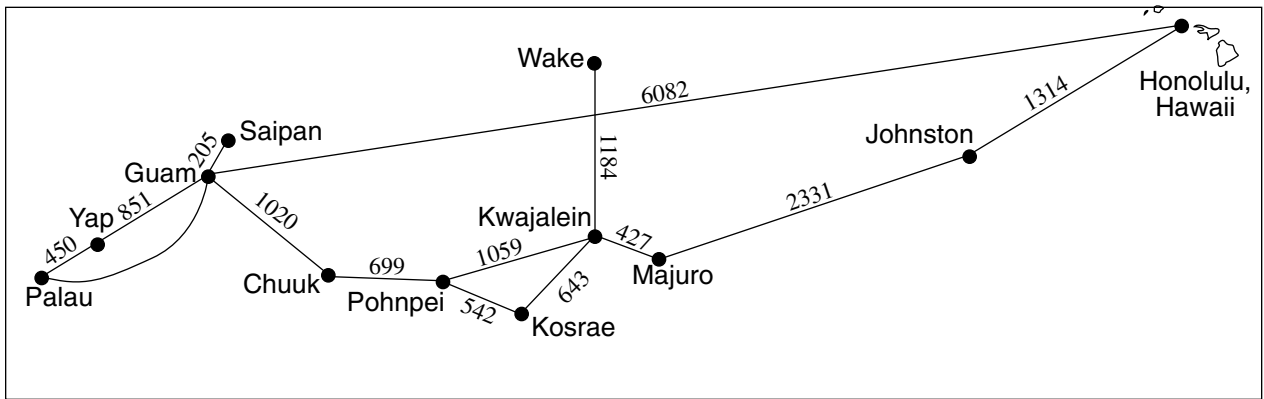 Wake
6082
Honolulu,
Hawaii
1314
Johnston
Saipan
205
Guam
1184
2331
Yap
851
1020
Kwajalein
427
450
1059
Majuro
Palau
Chuuk
699
Pohnpei
643
542
Kosrae